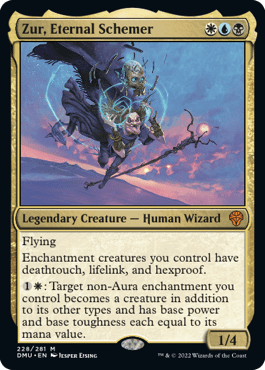 Zur, Eternal Schemer
Legendary Creature — Human Wizard
Flying
Enchantment creatures you control have
deathtouch, lifelink, and hexproof.
1 W: Target non-Aura enchantment you
control becomes a creature in addition
to its other types and has base power
and base toughness each equal to its
mana value.
1/4
228/281 M
DMU • EN Jesper Ejsing
™ & © 2022 Wizards of the Coast